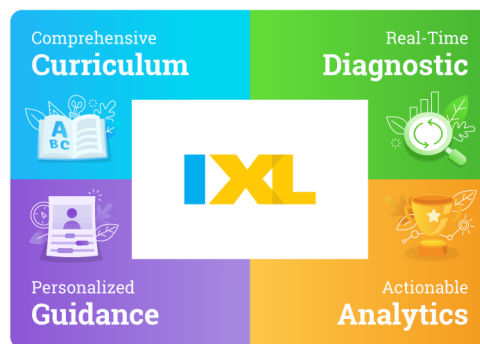 Comprehensive
Curriculum
Real-Time
Diagnostic
A
BC
IXL
Personalized
Guidance
Actionable
Analytics